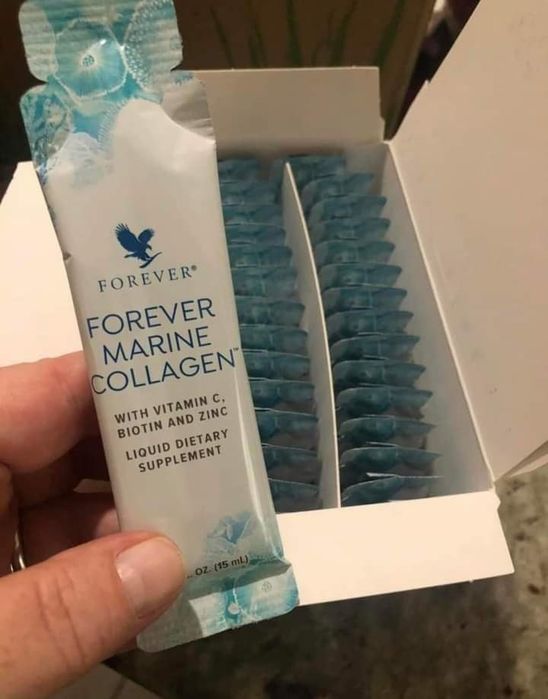 FOREVER®
FOREVER
MARINE
COLLAGEN™
WITH VITAMIN C,
BIOTIN AND ZINC
LIQUID DIETARY
SUPPLEMENT
OZ. (15 mL)